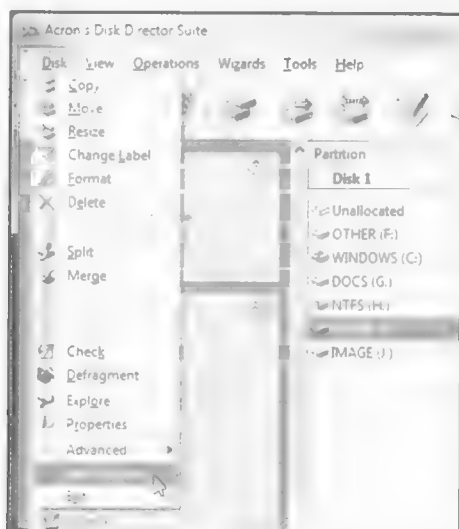 Acronis Disk Director Suite
Disk View Operations Wizards Tools Help
Copy
Move
Resize
Change Label
Format
Delete
Split
Merge
Check
Defragment
Explore
Properties
Advanced
Partition
Disk 1
Unallocated
OTHER (F:)
WINDOWS (C:)
DOCS (G:)
NTFS (H:)
IMAGE (J:)